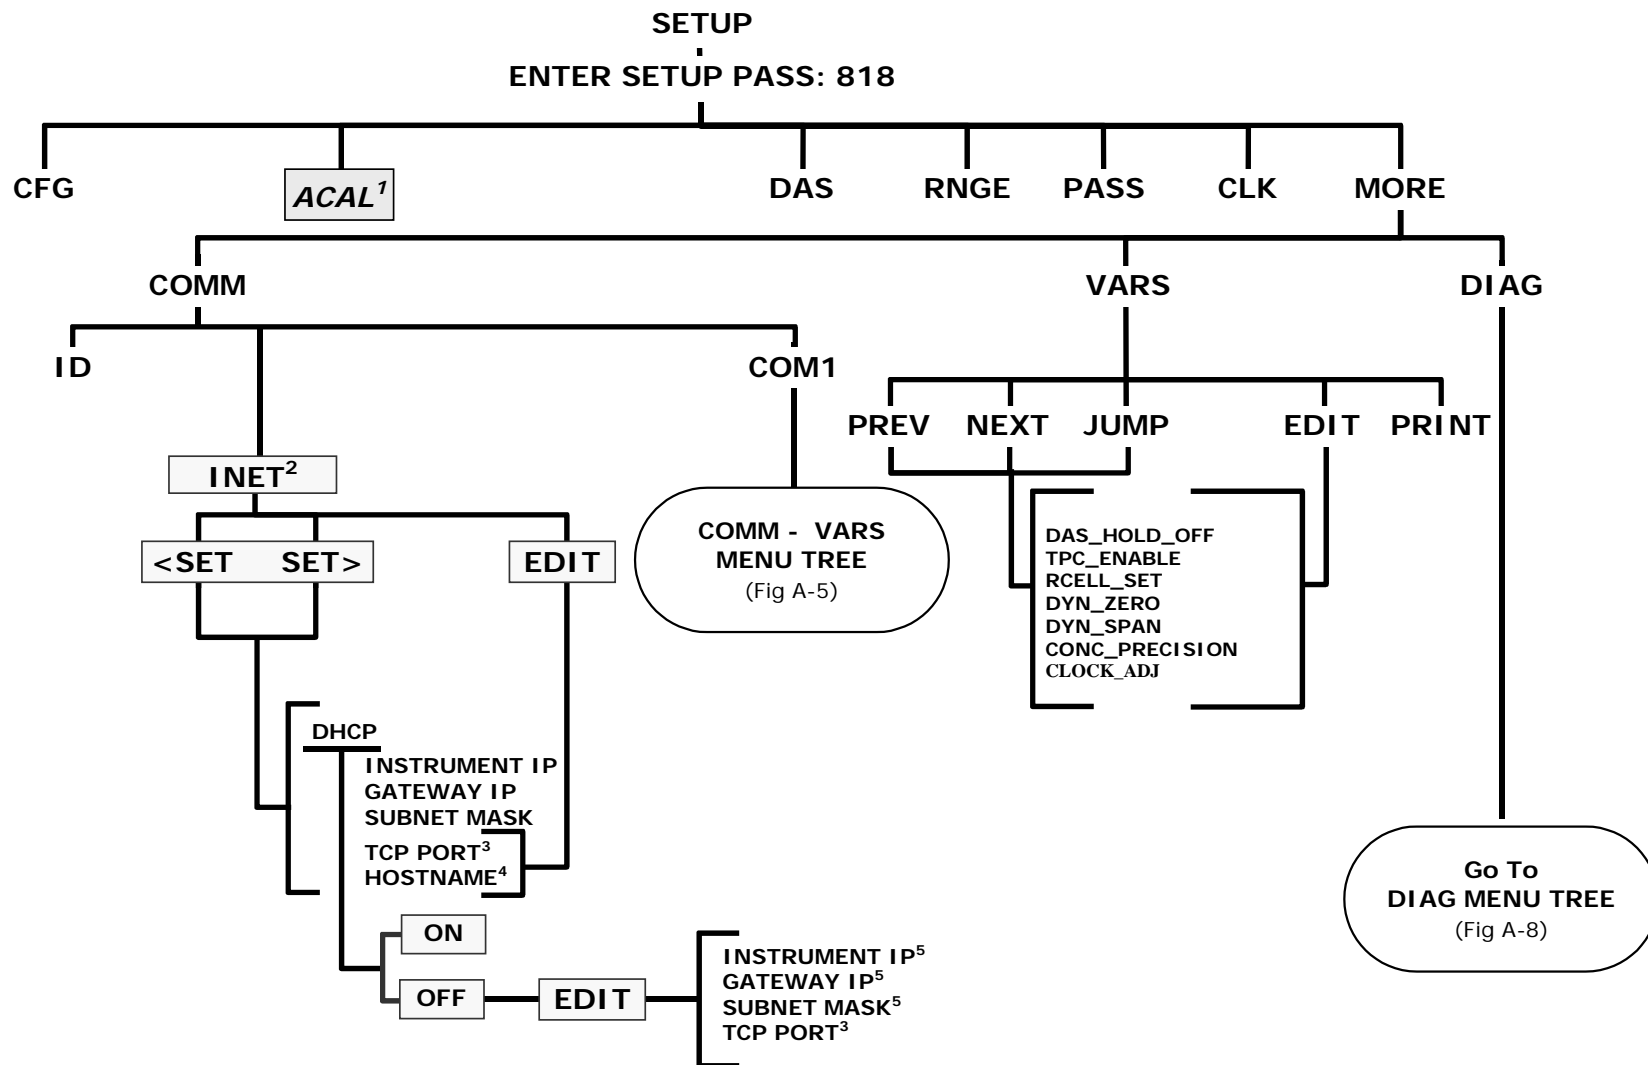 SETUP
ENTER SETUP PASS: 818
CFG
ACAL¹
DAS
RNGE
PASS
CLK
MORE
COMM
VARS
DIAG
ID
COM1
PREV
NEXT
JUMP
EDIT
PRINT
INET²
<SET SET>
EDIT
COMM - VARS
MENU TREE
(Fig A-5)
DAS_HOLD_OFF
TPC_ENABLE
RCELL_SET
DYN_ZERO
DYN_SPAN
CONC_PRECISION
CLOCK_ADJ
DHCP
INSTRUMENT IP
GATEWAY IP
SUBNET MASK
TCP PORT³
HOSTNAME⁴
ON
OFF
EDIT
INSTRUMENT IP⁵
GATEWAY IP⁵
SUBNET MASK⁵
TCP PORT³
Go To
DIAG MENU TREE
(Fig A-8)